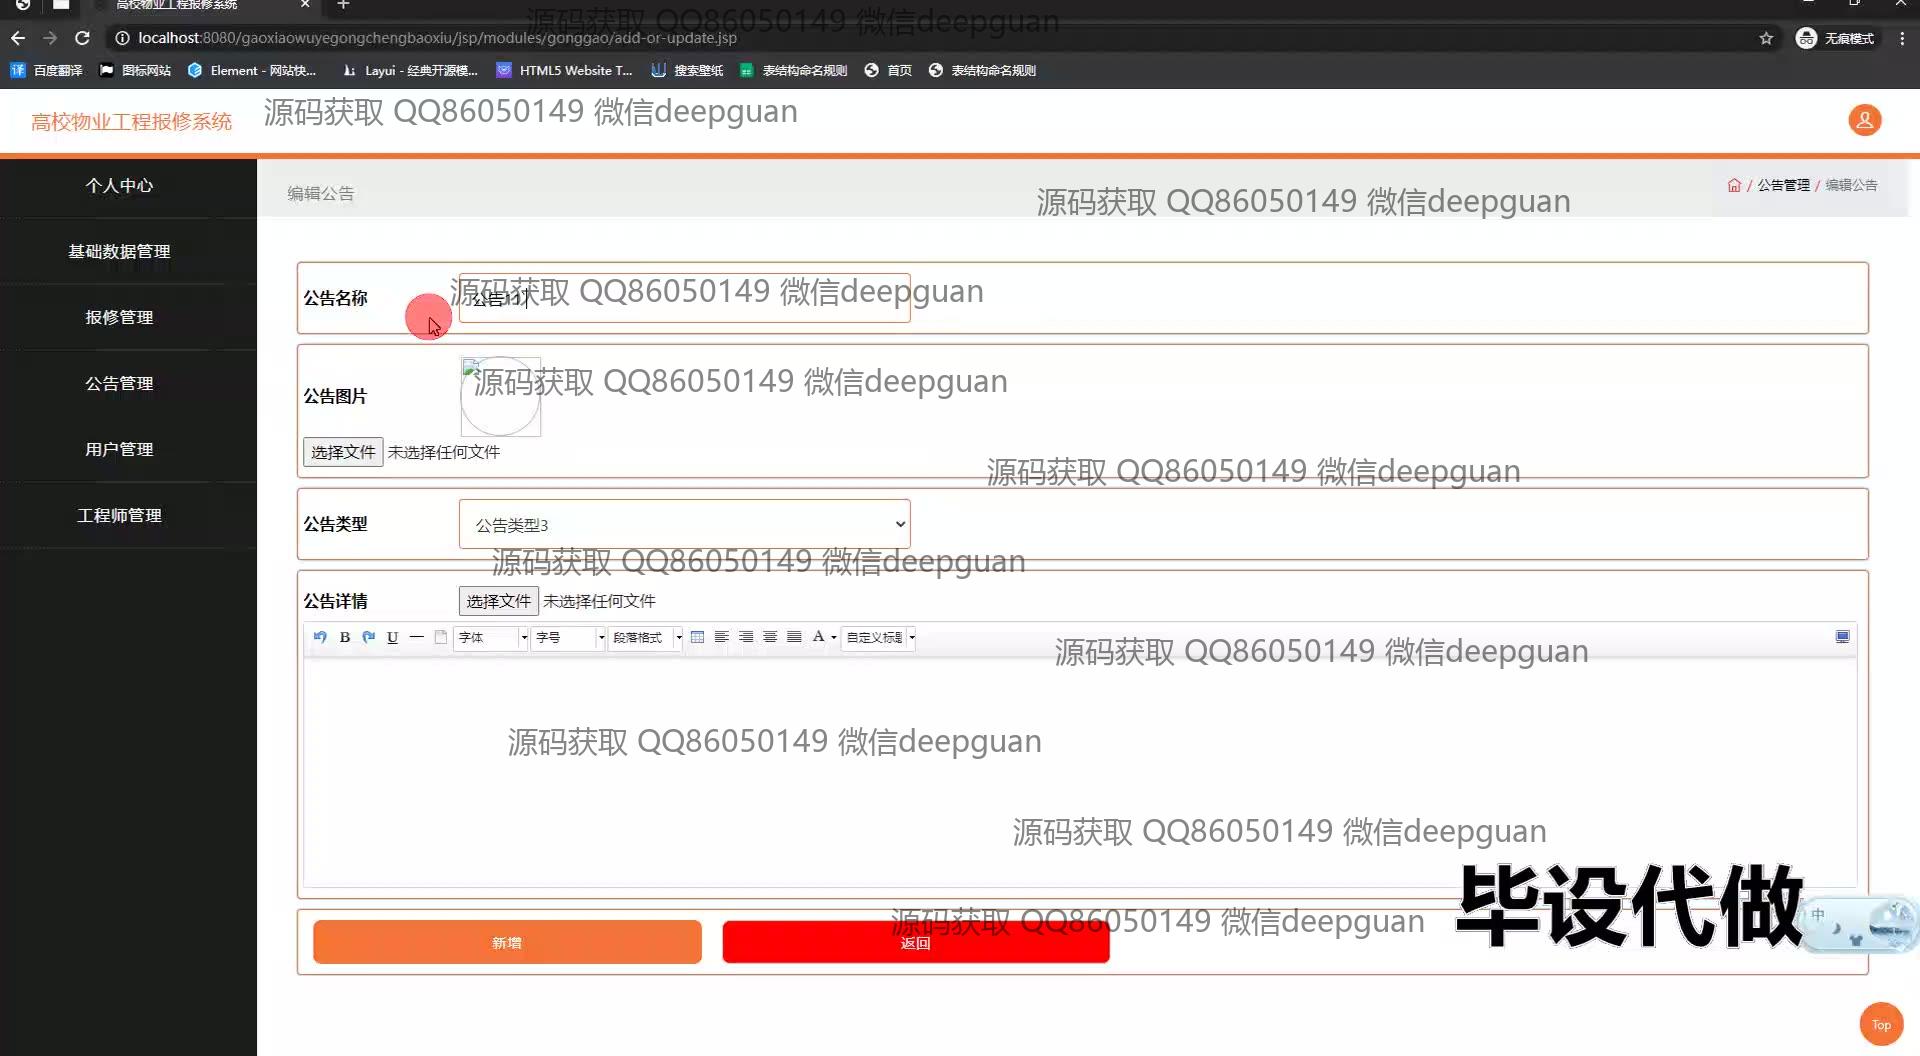 高校物业工程报修系统
源码获取 QQ86050149 微信deepguan
localhost:8080/gaoxiaowuyegongchengbaoxiu/jsp/modules/gonggao/add-or-update.jsp
无痕模式
百度翻译 图标网站 Element - 网站快... Layui - 经典开源模... HTML5 Website T... 搜索壁纸 表结构命名规则 首页 表结构命名规则
高校物业工程报修系统
源码获取 QQ86050149 微信deepguan
个人中心
编辑公告
/ 公告管理 / 编辑公告
源码获取 QQ86050149 微信deepguan
基础数据管理
公告名称
源码获取 QQ86050149 微信deepguan
报修管理
公告管理
公告图片
源码获取 QQ86050149 微信deepguan
选择文件 未选择任何文件
用户管理
源码获取 QQ86050149 微信deepguan
工程师管理
公告类型
公告类型3
源码获取 QQ86050149 微信deepguan
公告详情
选择文件 未选择任何文件
B U 字体 字号 段落格式 A 自定义标题
源码获取 QQ86050149 微信deepguan
源码获取 QQ86050149 微信deepguan
源码获取 QQ86050149 微信deepguan
毕设代做
中
源码获取 QQ86050149 微信deepguan
新增
返回
Top